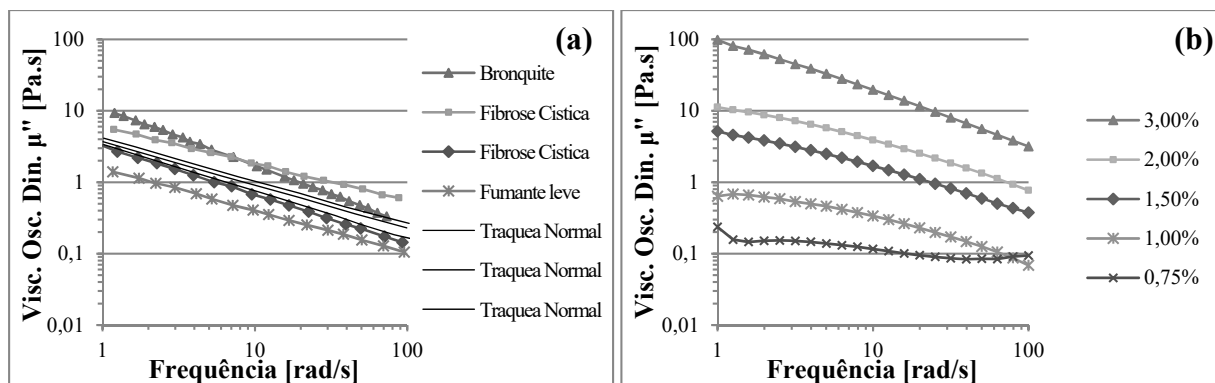 (a)
Visc. Osc. Din. µ" [Pa.s]
100
10
1
0,1
0,01
1
10
100
Frequência [rad/s]
Bronquite
Fibrose Cistica
Fibrose Cistica
Fumante leve
Traquea Normal
Traquea Normal
Traquea Normal
(b)
Visc. Osc. Din. µ" [Pa.s]
100
10
1
0,1
0,01
1
10
100
Frequência [rad/s]
3,00%
2,00%
1,50%
1,00%
0,75%